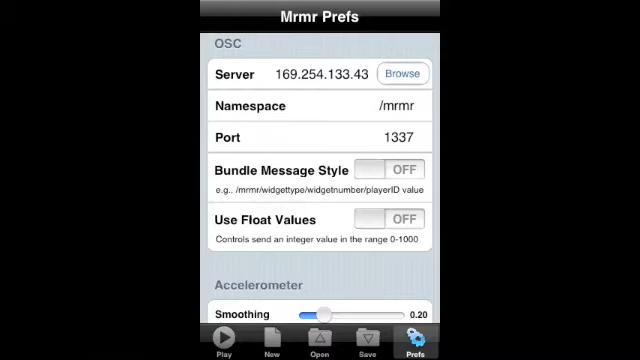 Mrmr Prefs
OSC
Server 169.254.133.43 Browse
Namespace /mrmr
Port 1337
Bundle Message Style OFF
e.g., /mrmr/widgettype/widgetnumber/playerID value
Use Float Values OFF
Controls send an integer value in the range 0-1000
Accelerometer
Smoothing 0.20
Play New Open Save Prefs